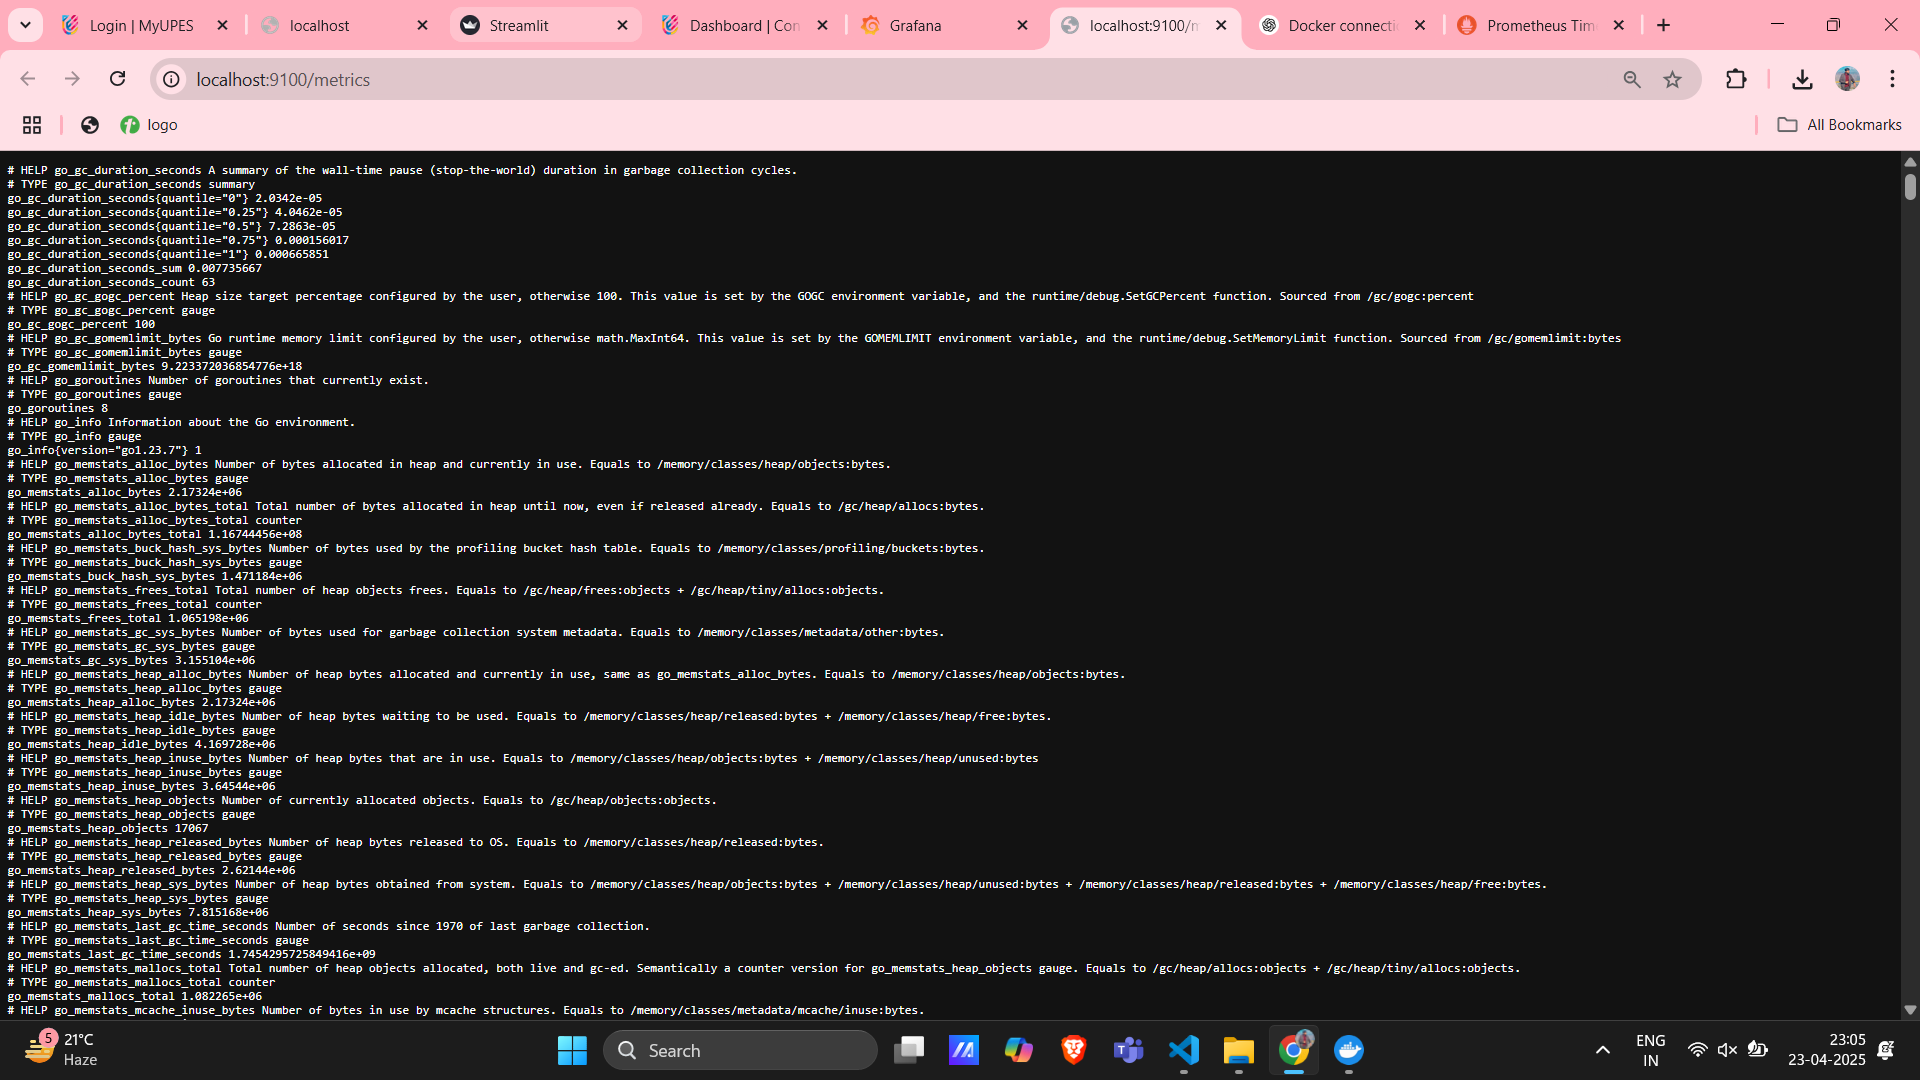 Login | MyUPES
localhost
Streamlit
Dashboard | Con
Grafana
localhost:9100/m
Docker connecti
Prometheus Tim
localhost:9100/metrics
logo
All Bookmarks
# HELP go_gc_duration_seconds A summary of the wall-time pause (stop-the-world) duration in garbage collection cycles.
# TYPE go_gc_duration_seconds summary
go_gc_duration_seconds{quantile="0"} 2.0342e-05
go_gc_duration_seconds{quantile="0.25"} 4.0462e-05
go_gc_duration_seconds{quantile="0.5"} 7.2863e-05
go_gc_duration_seconds{quantile="0.75"} 0.000156017
go_gc_duration_seconds{quantile="1"} 0.000665851
go_gc_duration_seconds_sum 0.007735667
go_gc_duration_seconds_count 63
# HELP go_gc_gogc_percent Heap size target percentage configured by the user, otherwise 100. This value is set by the GOGC environment variable, and the runtime/debug.SetGCPercent function. Sourced from /gc/gogc:percent
# TYPE go_gc_gogc_percent gauge
go_gc_gogc_percent 100
# HELP go_gc_gomemlimit_bytes Go runtime memory limit configured by the user, otherwise math.MaxInt64. This value is set by the GOMEMLIMIT environment variable, and the runtime/debug.SetMemoryLimit function. Sourced from /gc/gomemlimit:bytes
# TYPE go_gc_gomemlimit_bytes gauge
go_gc_gomemlimit_bytes 9.223372036854776e+18
# HELP go_goroutines Number of goroutines that currently exist.
# TYPE go_goroutines gauge
go_goroutines 8
# HELP go_info Information about the Go environment.
# TYPE go_info gauge
go_info{version="go1.23.7"} 1
# HELP go_memstats_alloc_bytes Number of bytes allocated in heap and currently in use. Equals to /memory/classes/heap/objects:bytes.
# TYPE go_memstats_alloc_bytes gauge
go_memstats_alloc_bytes 2.17324e+06
# HELP go_memstats_alloc_bytes_total Total number of bytes allocated in heap until now, even if released already. Equals to /gc/heap/allocs:bytes.
# TYPE go_memstats_alloc_bytes_total counter
go_memstats_alloc_bytes_total 1.16744456e+08
# HELP go_memstats_buck_hash_sys_bytes Number of bytes used by the profiling bucket hash table. Equals to /memory/classes/profiling/buckets:bytes.
# TYPE go_memstats_buck_hash_sys_bytes gauge
go_memstats_buck_hash_sys_bytes 1.471184e+06
# HELP go_memstats_frees_total Total number of heap objects frees. Equals to /gc/heap/frees:objects + /gc/heap/tiny/allocs:objects.
# TYPE go_memstats_frees_total counter
go_memstats_frees_total 1.065198e+06
# HELP go_memstats_gc_sys_bytes Number of bytes used for garbage collection system metadata. Equals to /memory/classes/metadata/other:bytes.
# TYPE go_memstats_gc_sys_bytes gauge
go_memstats_gc_sys_bytes 3.155104e+06
# HELP go_memstats_heap_alloc_bytes Number of heap bytes allocated and currently in use, same as go_memstats_alloc_bytes. Equals to /memory/classes/heap/objects:bytes.
# TYPE go_memstats_heap_alloc_bytes gauge
go_memstats_heap_alloc_bytes 2.17324e+06
# HELP go_memstats_heap_idle_bytes Number of heap bytes waiting to be used. Equals to /memory/classes/heap/released:bytes + /memory/classes/heap/free:bytes.
# TYPE go_memstats_heap_idle_bytes gauge
go_memstats_heap_idle_bytes 4.169728e+06
# HELP go_memstats_heap_inuse_bytes Number of heap bytes that are in use. Equals to /memory/classes/heap/objects:bytes + /memory/classes/heap/unused:bytes
# TYPE go_memstats_heap_inuse_bytes gauge
go_memstats_heap_inuse_bytes 3.64544e+06
# HELP go_memstats_heap_objects Number of currently allocated objects. Equals to /gc/heap/objects:objects.
# TYPE go_memstats_heap_objects gauge
go_memstats_heap_objects 17067
# HELP go_memstats_heap_released_bytes Number of heap bytes released to OS. Equals to /memory/classes/heap/released:bytes.
# TYPE go_memstats_heap_released_bytes gauge
go_memstats_heap_released_bytes 2.62144e+06
# HELP go_memstats_heap_sys_bytes Number of heap bytes obtained from system. Equals to /memory/classes/heap/objects:bytes + /memory/classes/heap/unused:bytes + /memory/classes/heap/released:bytes + /memory/classes/heap/free:bytes.
# TYPE go_memstats_heap_sys_bytes gauge
go_memstats_heap_sys_bytes 7.815168e+06
# HELP go_memstats_last_gc_time_seconds Number of seconds since 1970 of last garbage collection.
# TYPE go_memstats_last_gc_time_seconds gauge
go_memstats_last_gc_time_seconds 1.7454295725849416e+09
# HELP go_memstats_mallocs_total Total number of heap objects allocated, both live and gc-ed. Semantically a counter version for go_memstats_heap_objects gauge. Equals to /gc/heap/allocs:objects + /gc/heap/tiny/allocs:objects.
# TYPE go_memstats_mallocs_total counter
go_memstats_mallocs_total 1.082265e+06
# HELP go_memstats_mcache_inuse_bytes Number of bytes in use by mcache structures. Equals to /memory/classes/metadata/mcache/inuse:bytes.
5
21°C
Haze
Search
ENG
IN
23:05
23-04-2025